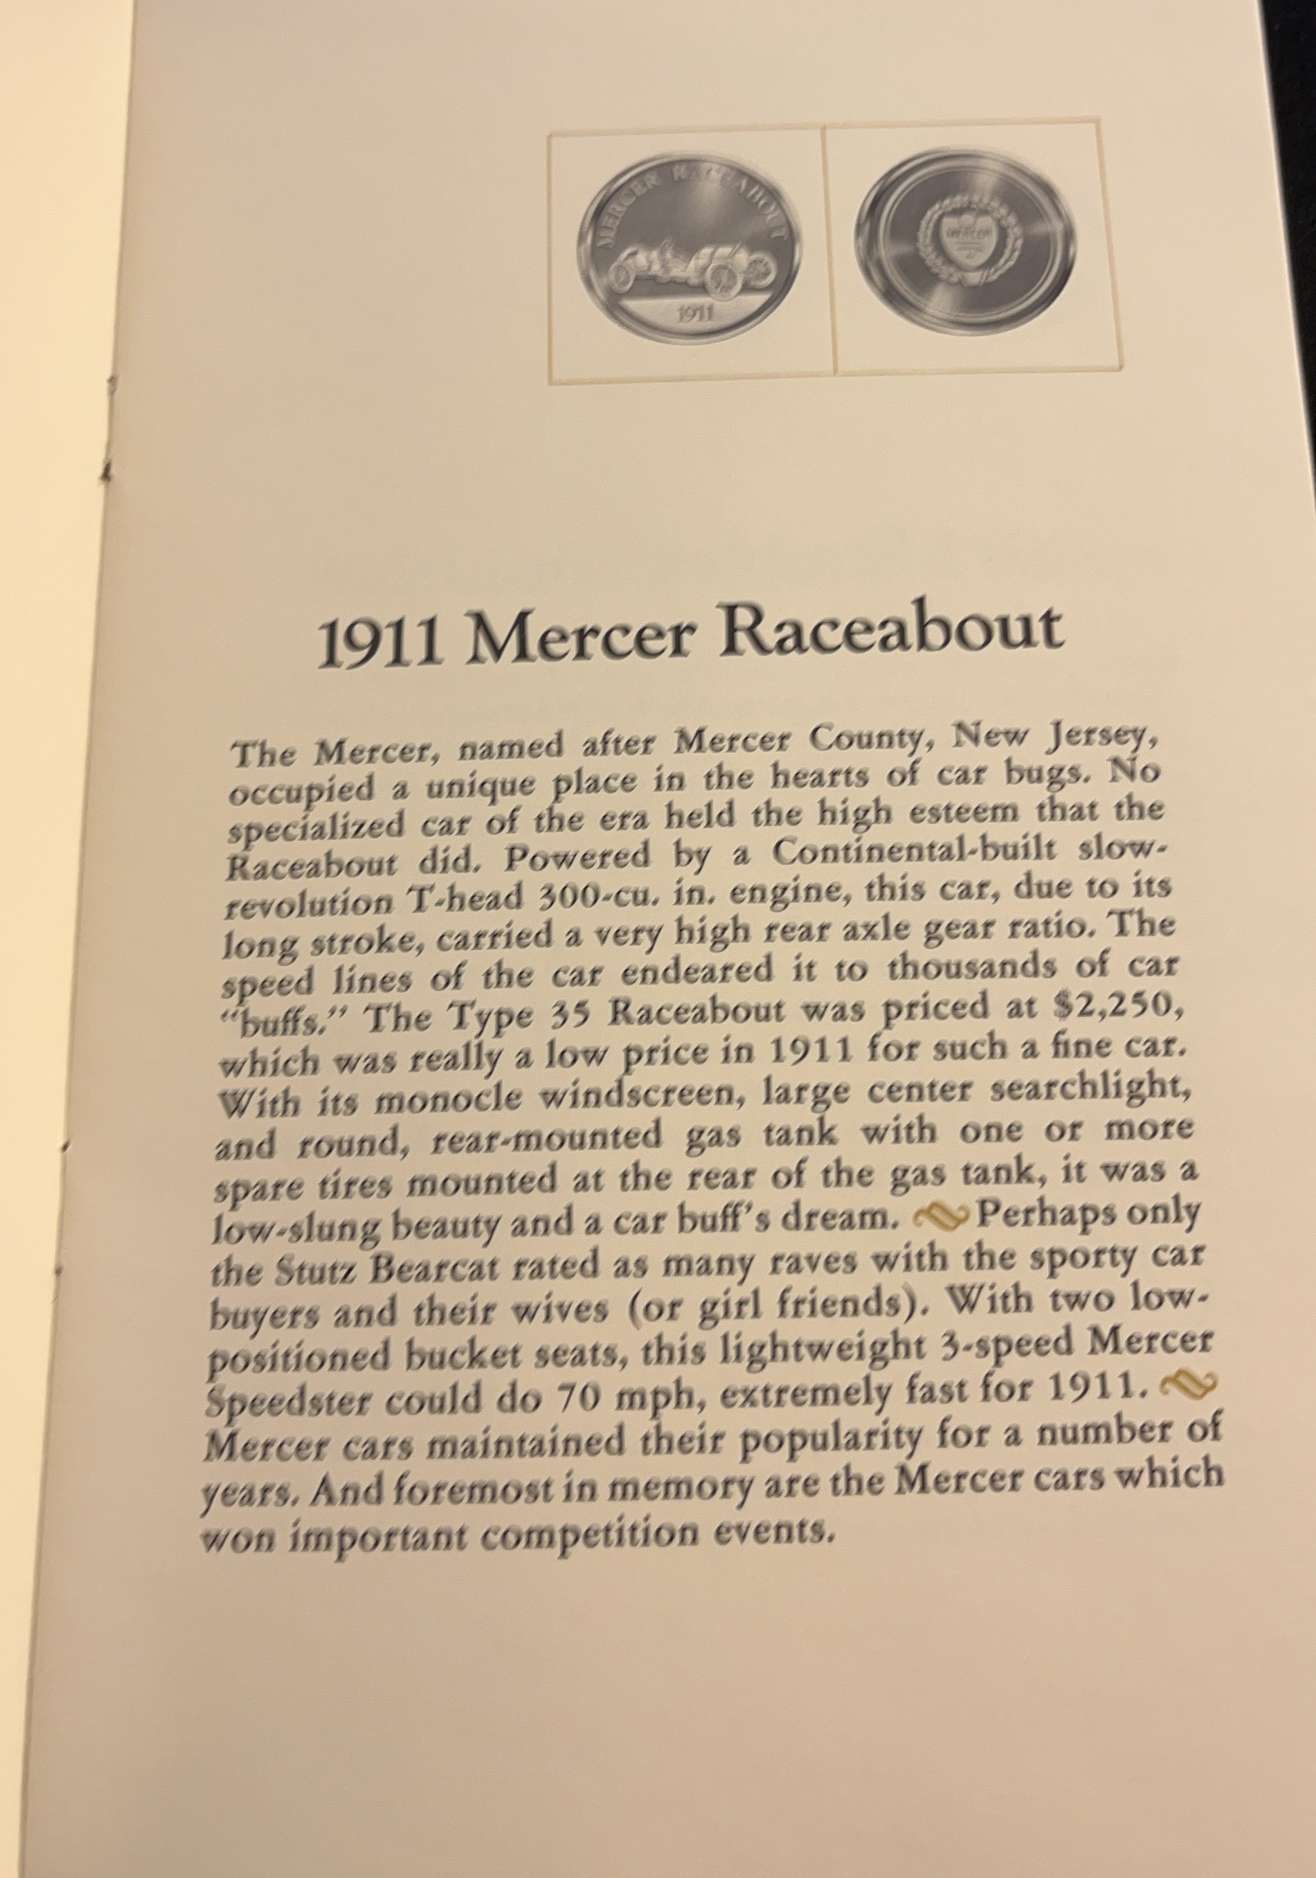 MERCER RACEABOUT
1911
MERCER
1911 Mercer Raceabout
The Mercer, named after Mercer County, New Jersey,
occupied a unique place in the hearts of car bugs. No
specialized car of the era held the high esteem that the
Raceabout did. Powered by a Continental-built slow-
revolution T-head 300-cu. in. engine, this car, due to its
long stroke, carried a very high rear axle gear ratio. The
speed lines of the car endeared it to thousands of car
“buffs.” The Type 35 Raceabout was priced at $2,250,
which was really a low price in 1911 for such a fine car.
With its monocle windscreen, large center searchlight,
and round, rear-mounted gas tank with one or more
spare tires mounted at the rear of the gas tank, it was a
low-slung beauty and a car buff’s dream. Perhaps only
the Stutz Bearcat rated as many raves with the sporty car
buyers and their wives (or girl friends). With two low-
positioned bucket seats, this lightweight 3-speed Mercer
Speedster could do 70 mph, extremely fast for 1911.
Mercer cars maintained their popularity for a number of
years. And foremost in memory are the Mercer cars which
won important competition events.